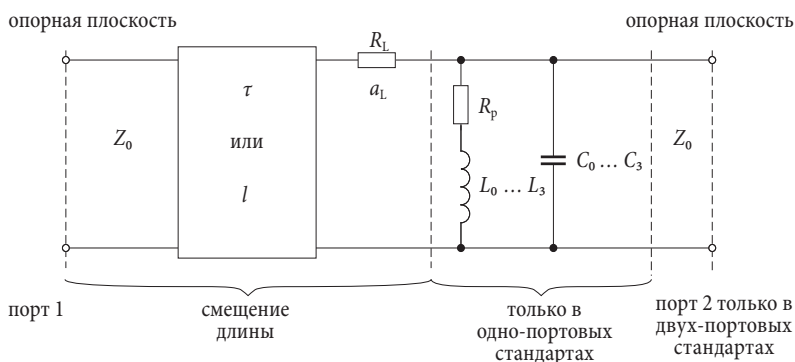 опорная плоскость
опорная плоскость
R_L
τ
a_L
R_p
Z_0
или
C_0 … C_3
Z_0
l
L_0 … L_3
порт 1
смещение
длины
только в
одно-портовых
стандартах
порт 2 только в
двух-портовых
стандартах